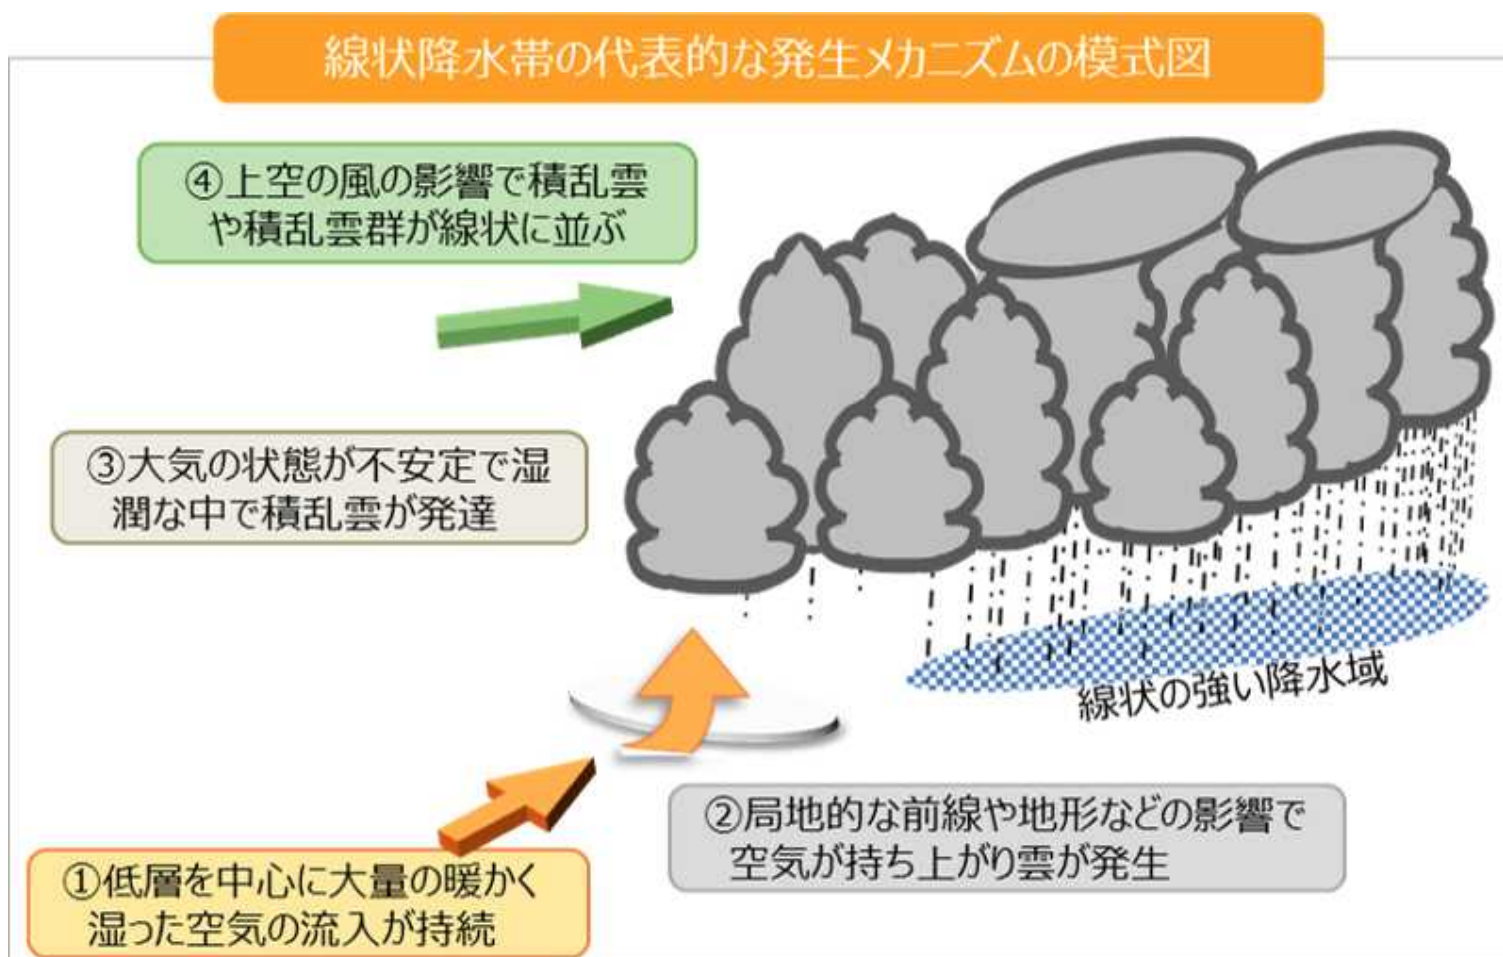 線状降水帯の代表的な発生メカニズムの模式図
④上空の風の影響で積乱雲
や積乱雲群が線状に並ぶ
③大気の状態が不安定で湿
潤な中で積乱雲が発達
線状の強い降水域
②局地的な前線や地形などの影響で
空気が持ち上がり雲が発生
①低層を中心に大量の暖かく
湿った空気の流入が持続